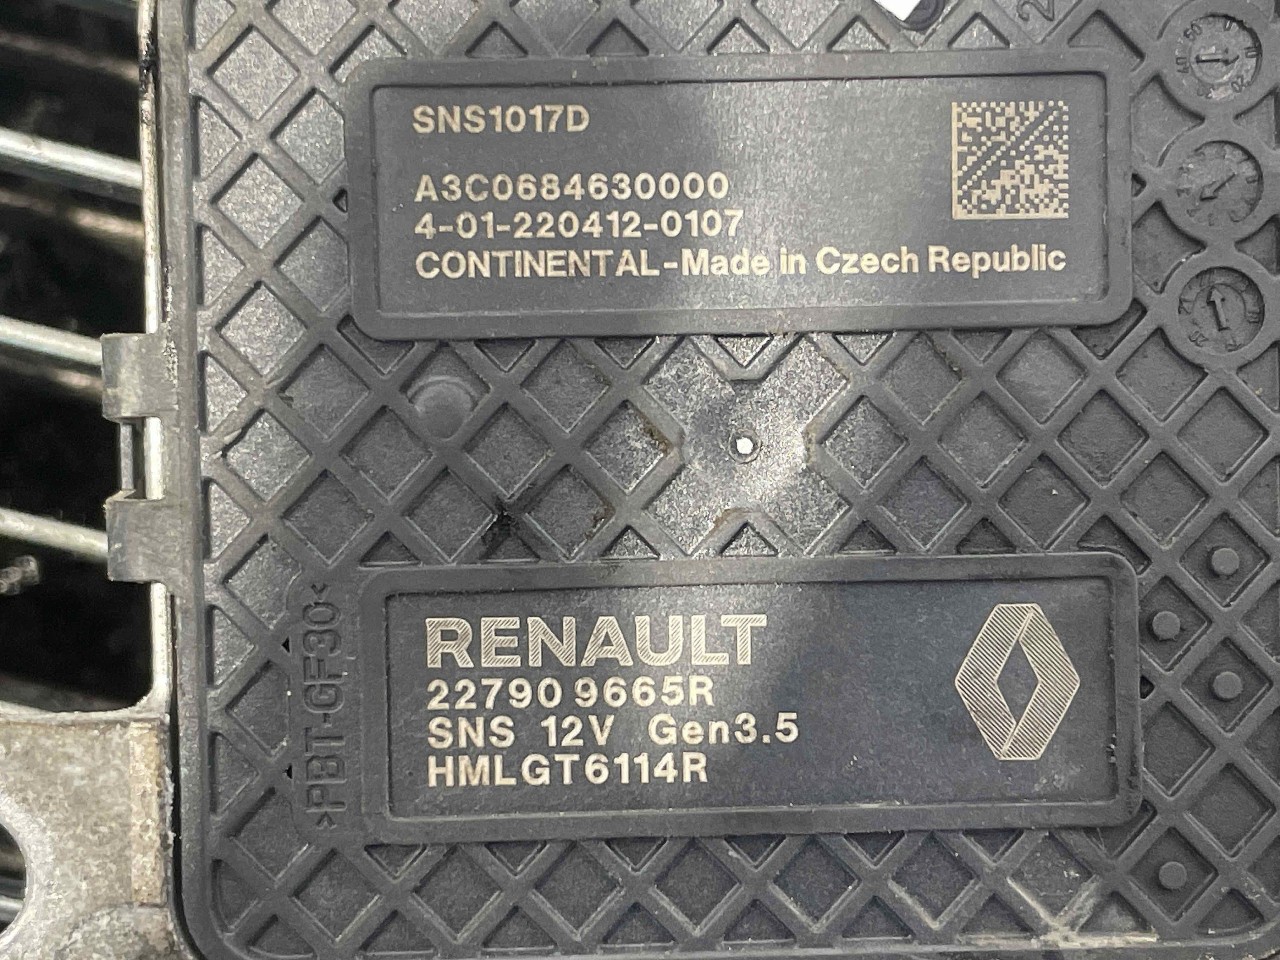 SNS1017D
A3C0684630000
4-01-220412-0107
CONTINENTAL-Made in Czech Republic
>PBT-GF30<
RENAULT
22790 9665R
SNS 12V Gen3.5
HMLGT6114R